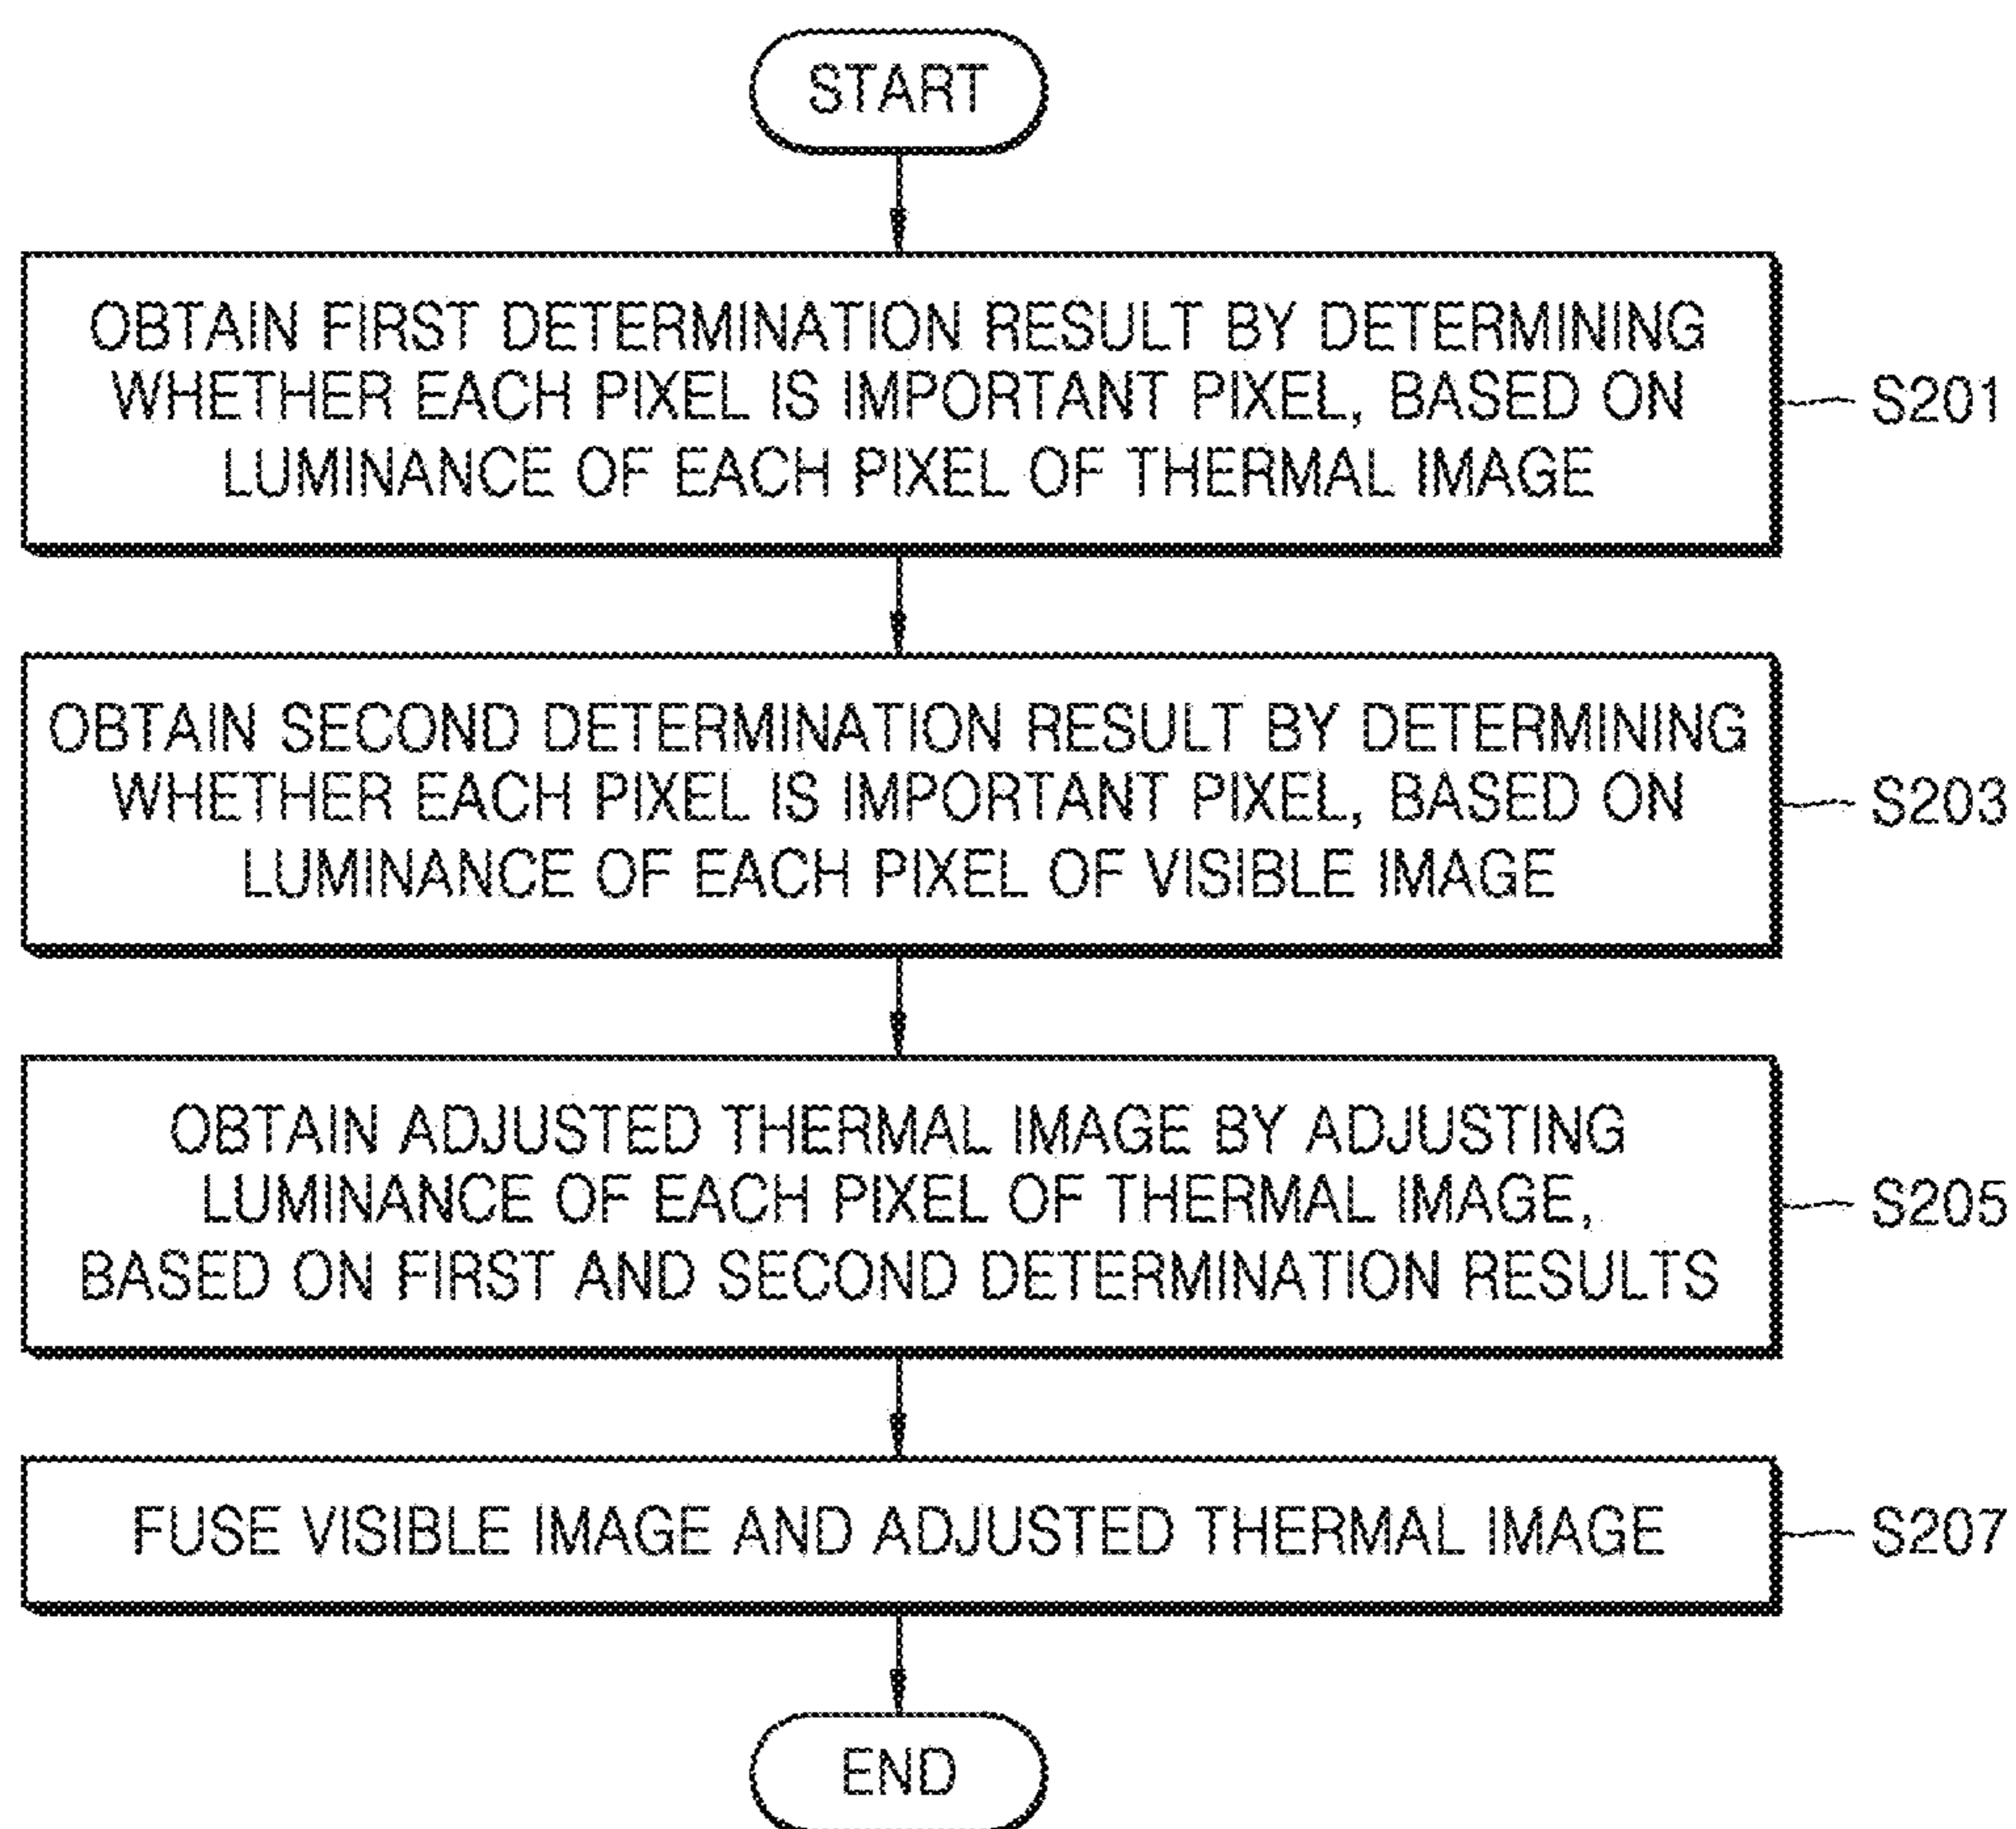 START
OBTAIN FIRST DETERMINATION RESULT BY DETERMINING
WHETHER EACH PIXEL IS IMPORTANT PIXEL, BASED ON
LUMINANCE OF EACH PIXEL OF THERMAL IMAGE
S201
OBTAIN SECOND DETERMINATION RESULT BY DETERMINING
WHETHER EACH PIXEL IS IMPORTANT PIXEL, BASED ON
LUMINANCE OF EACH PIXEL OF VISIBLE IMAGE
S203
OBTAIN ADJUSTED THERMAL IMAGE BY ADJUSTING
LUMINANCE OF EACH PIXEL OF THERMAL IMAGE,
BASED ON FIRST AND SECOND DETERMINATION RESULTS
S205
FUSE VISIBLE IMAGE AND ADJUSTED THERMAL IMAGE
S207
END